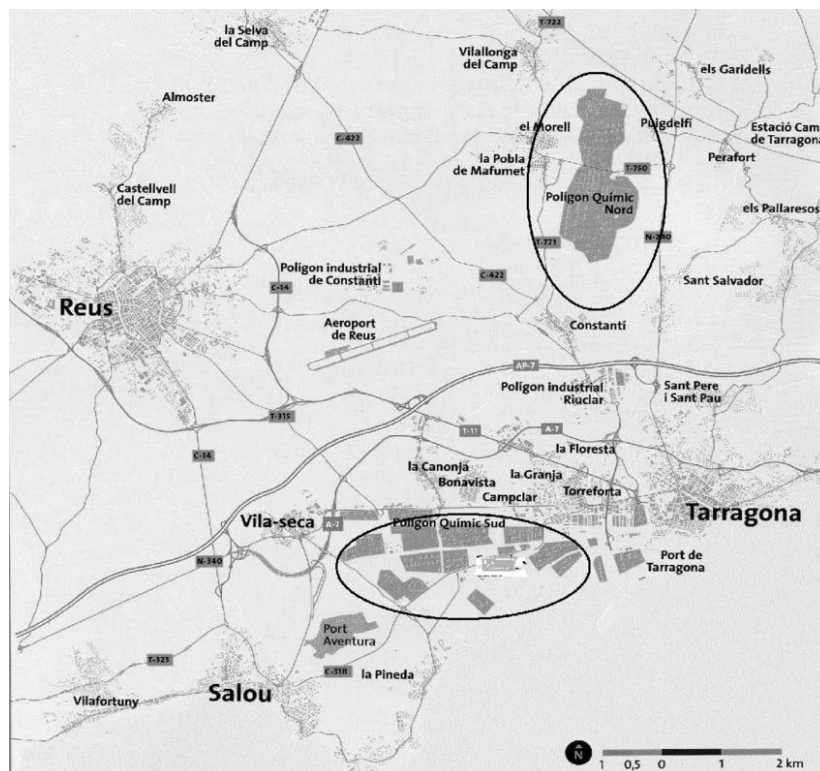 T-722
la Selva
del Camp
Vilallonga
del Camp
els Garidells
Almoster
C-422
el Morell
Puigdelfí
Estació Camp
de Tarragona
la Pobla
de Mafumet
T-750
Perafort
Castellvell
del Camp
Polígon Químic
Nord
els Pallaresos
T-721
N-240
Polígon industrial
de Constantí
C-422
Sant Salvador
C-14
Reus
Aeroport
de Reus
Constantí
AP-7
Polígon industrial
Riuclar
Sant Pere
i Sant Pau
T-315
T-11
A-7
la Floresta
C-14
la Canonja
Bonavista
la Granja
Campclar
Torreforta
Tarragona
Vila-seca
A-7
Polígon Químic Sud
N-340
Port de
Tarragona
Port
Aventura
T-325
C-31B
la Pineda
Salou
Vilafortuny
N
1 0,5 0 1 2 km